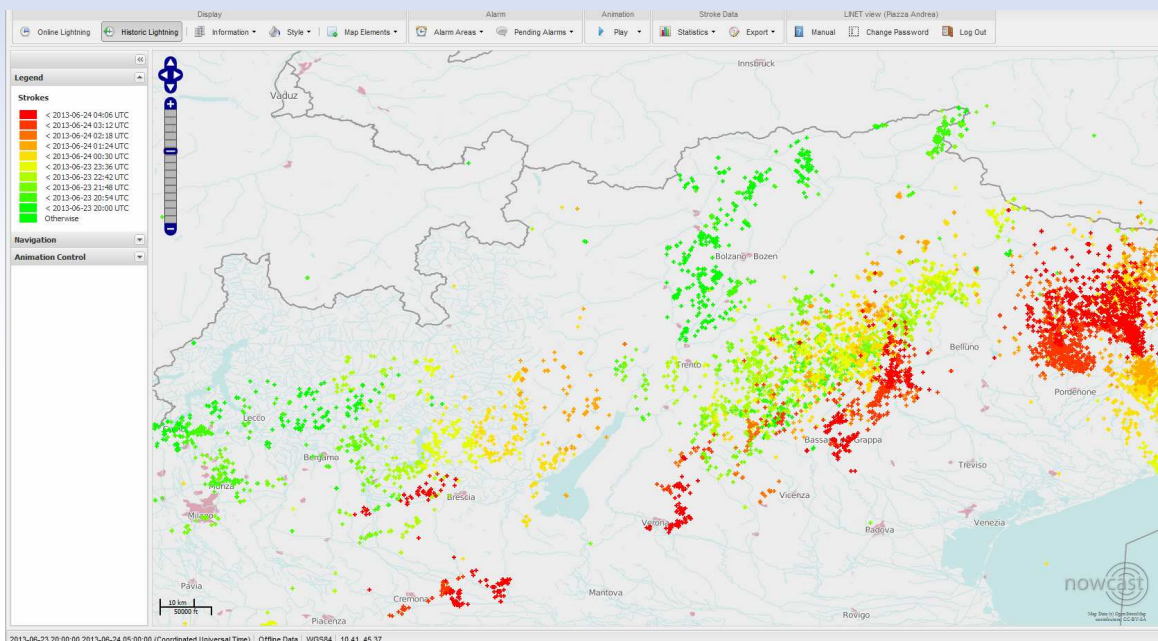 Display Alarm Animation Stroke Data LINET view (Piazza Andrea)
Online Lightning Historic Lightning Information Style Map Elements Alarm Areas Pending Alarms Play Statistics Export Manual Change Password Log Out
Legend
Strokes
< 2013-06-24 04:06 UTC
< 2013-06-24 03:12 UTC
< 2013-06-24 02:18 UTC
< 2013-06-24 01:24 UTC
< 2013-06-24 00:30 UTC
< 2013-06-23 23:36 UTC
< 2013-06-23 22:42 UTC
< 2013-06-23 21:48 UTC
< 2013-06-23 20:54 UTC
< 2013-06-23 20:00 UTC
Otherwise
Navigation
Animation Control
Innsbruck
Vaduz
Bolzano - Bozen
Belluno
Trento
Pordenone
Lecco
Bassano del Grappa
Bergamo
Treviso
Monza
Brescia
Vicenza
Milano
Verona
Padova
Venezia
Pavia
Mantova
Cremona
Rovigo
Piacenza
10 km
50000 ft
nowcast
Map Data (c) OpenStreetMap
contributors, CC-BY-SA
2013-06-23 20:00:00 2013-06-24 05:00:00 (Coordinated Universal Time) Offline Data WGS84 10.41, 45.37